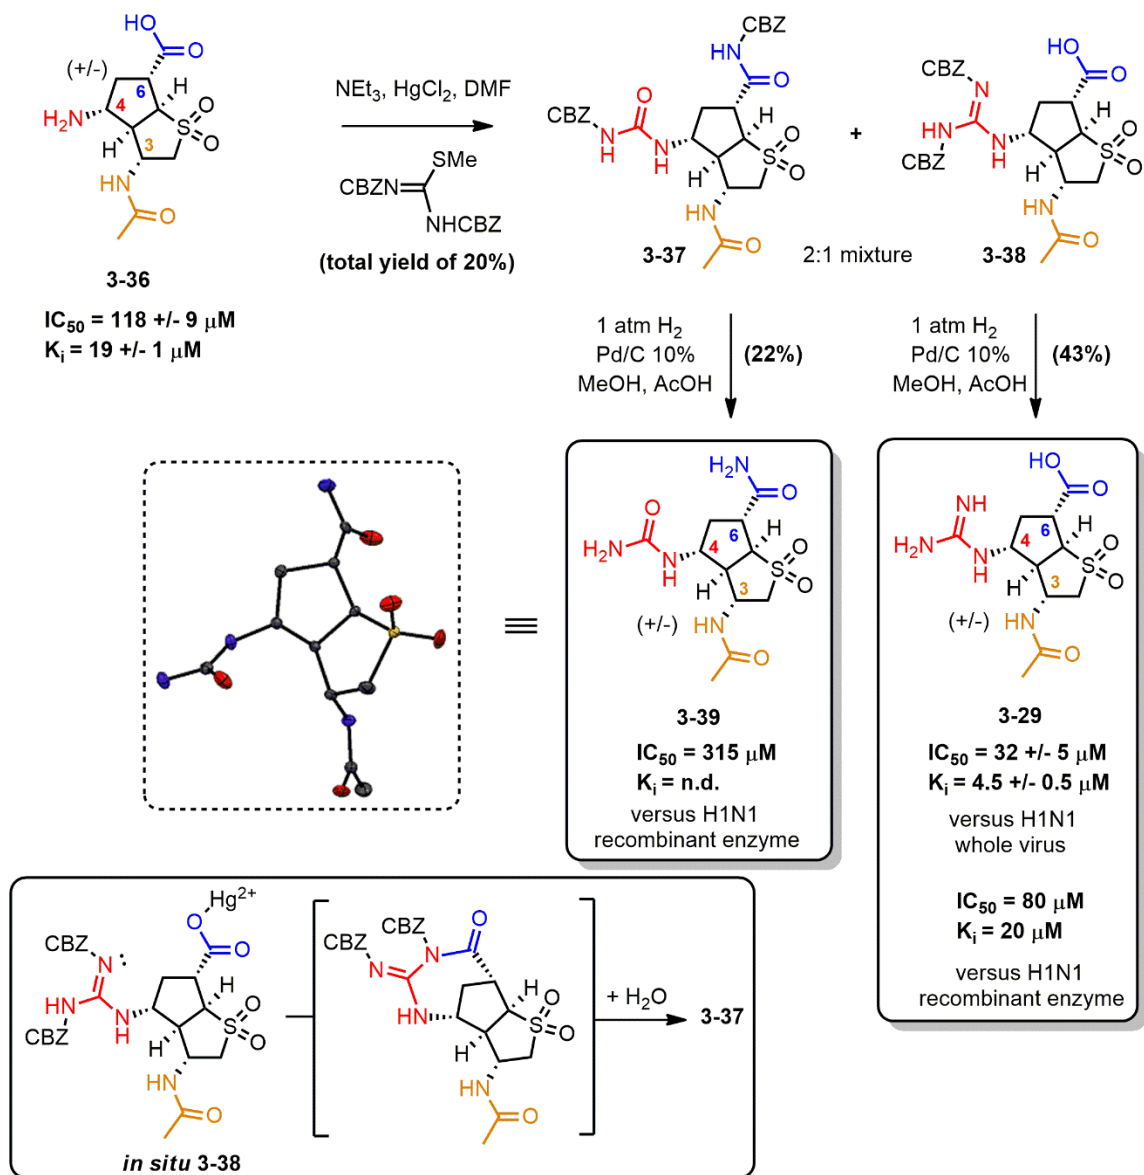 HO
O
(+/-)
6
H
H2N
4
O
S
O
H
3
HN
O
3-36
IC50 = 118 +/- 9 μM
Ki = 19 +/- 1 μM
NEt3, HgCl2, DMF
SMe
CBZN
NHCBZ
(total yield of 20%)
CBZ
HN
O
O
CBZ
N
H
N
H
H
H
S
O
O
HN
O
3-37
+
2:1 mixture
HO
O
CBZ
N
HN
CBZ
N
H
H
H
S
O
O
HN
O
3-38
1 atm H2
Pd/C 10%
MeOH, AcOH
(22%)
1 atm H2
Pd/C 10%
MeOH, AcOH
(43%)
≡
H2N
O
O
H2N
N
H
4
6
H
H
S
O
O
3
(+/-)
HN
O
3-39
IC50 = 315 μM
Ki = n.d.
versus H1N1
recombinant enzyme
HO
O
NH
H2N
N
H
4
6
H
H
S
O
O
3
(+/-)
HN
O
3-29
IC50 = 32 +/- 5 μM
Ki = 4.5 +/- 0.5 μM
versus H1N1
whole virus
IC50 = 80 μM
Ki = 20 μM
versus H1N1
recombinant enzyme
Hg2+
O
O
CBZ
N:
HN
CBZ
N
H
H
H
S
O
O
HN
O
in situ 3-38
CBZ
O
CBZ
N
N
HN
H
H
S
O
O
HN
O
+ H2O
3-37